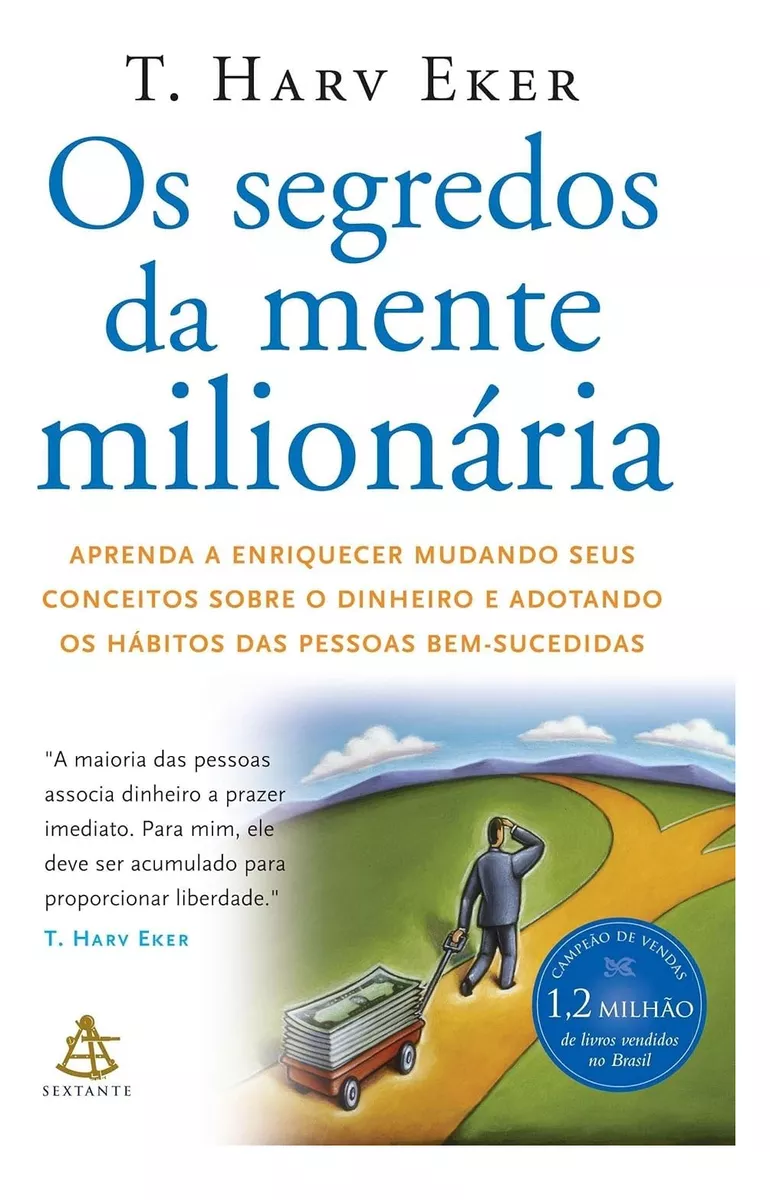 T. HARV EKER
Os segredos
da mente
milionária
APRENDA A ENRIQUECER MUDANDO SEUS
CONCEITOS SOBRE O DINHEIRO E ADOTANDO
OS HÁBITOS DAS PESSOAS BEM-SUCEDIDAS
"A maioria das pessoas
associa dinheiro a prazer
imediato. Para mim, ele
deve ser acumulado para
proporcionar liberdade."
T. HARV EKER
CAMPEÃO DE VENDAS
1,2 MILHÃO
de livros vendidos
no Brasil
SEXTANTE